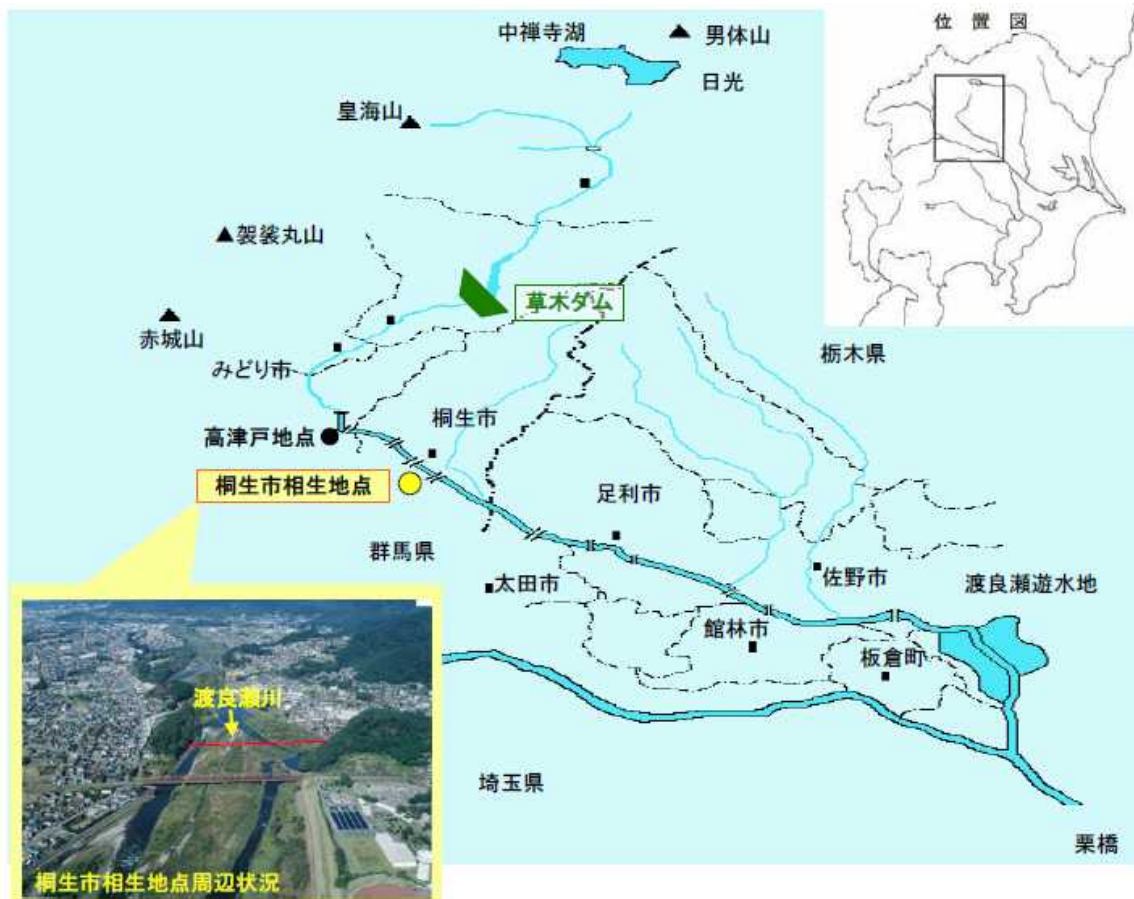 位 置 図
中禅寺湖
男体山
日光
皇海山
袈裟丸山
草木ダム
赤城山
みどり市
栃木県
桐生市
高津戸地点
桐生市相生地点
足利市
群馬県
太田市
佐野市
渡良瀬遊水地
館林市
板倉町
渡良瀬川
埼玉県
栗橋
桐生市相生地点周辺状況